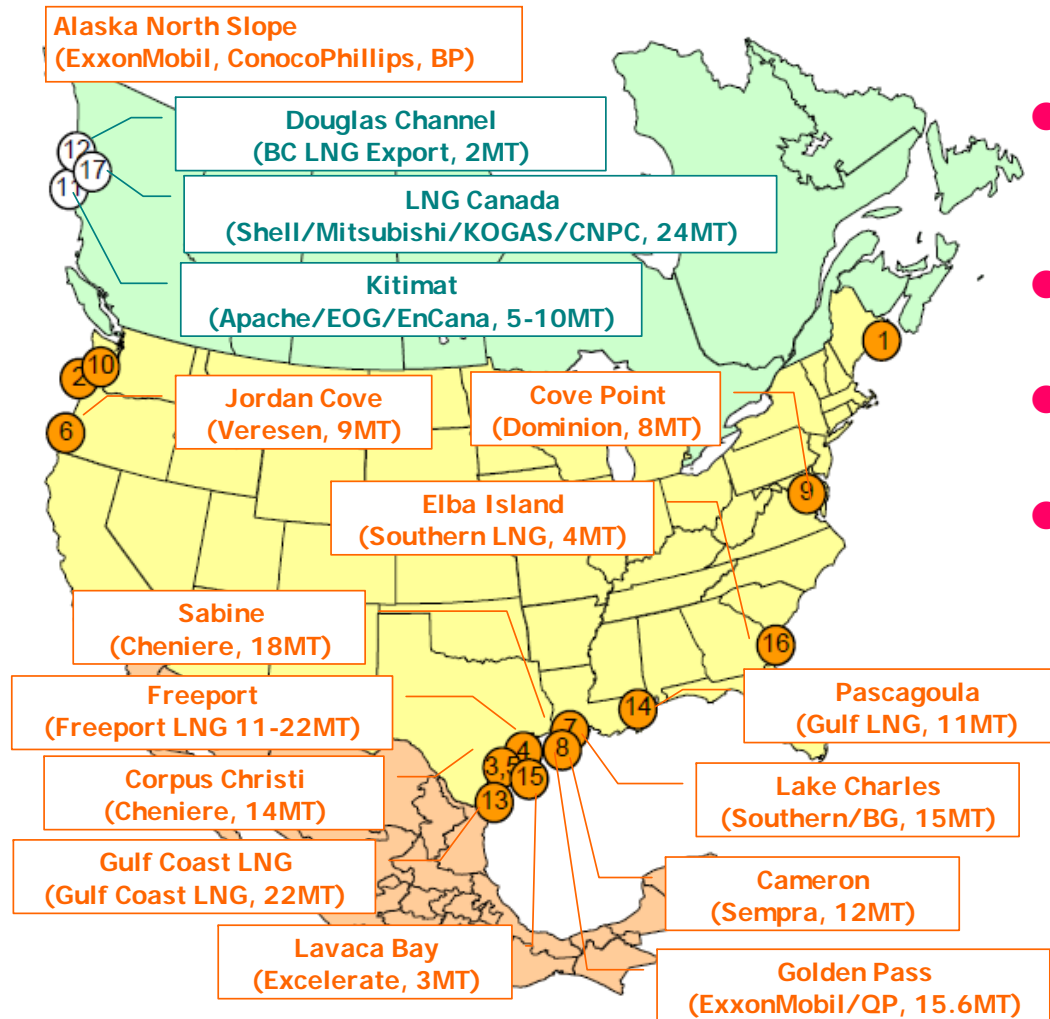 Alaska North Slope
(ExxonMobil, ConocoPhillips, BP)
Douglas Channel
(BC LNG Export, 2MT)
12
17
11
LNG Canada
(Shell/Mitsubishi/KOGAS/CNPC, 24MT)
Kitimat
(Apache/EOG/EnCana, 5-10MT)
1
10
2
6
Jordan Cove
(Veresen, 9MT)
Cove Point
(Dominion, 8MT)
9
Elba Island
(Southern LNG, 4MT)
Sabine
(Cheniere, 18MT)
16
Freeport
(Freeport LNG 11-22MT)
14
Pascagoula
(Gulf LNG, 11MT)
7
4
8
3,5
15
13
Corpus Christi
(Cheniere, 14MT)
Lake Charles
(Southern/BG, 15MT)
Gulf Coast LNG
(Gulf Coast LNG, 22MT)
Cameron
(Sempra, 12MT)
Lavaca Bay
(Excelerate, 3MT)
Golden Pass
(ExxonMobil/QP, 15.6MT)